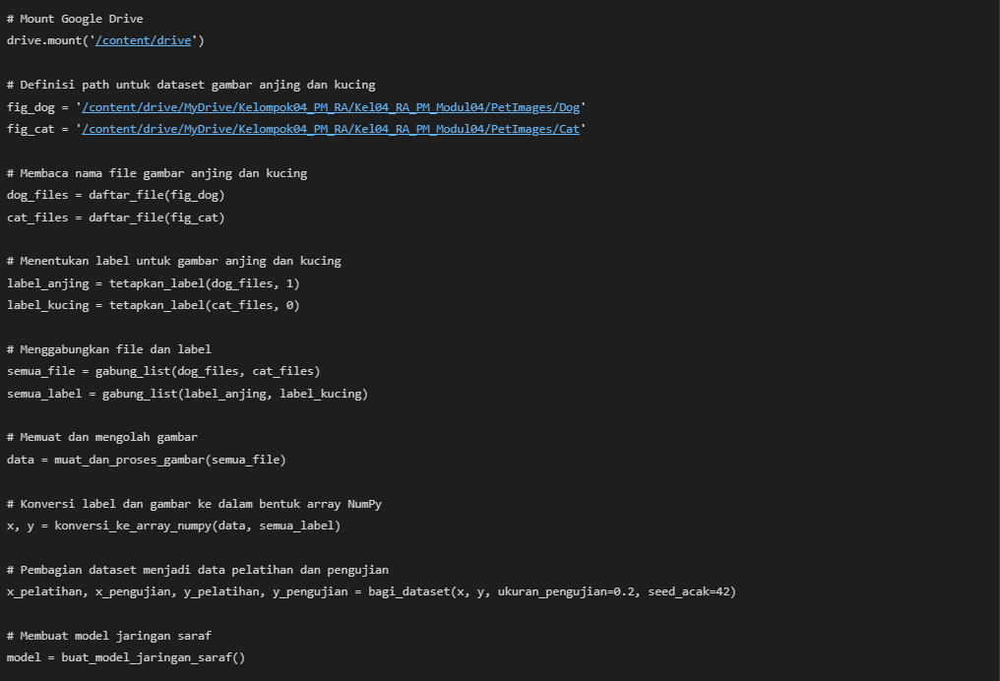 # Mount Google Drive
drive.mount('/content/drive')
# Definisi path untuk dataset gambar anjing dan kucing
fig_dog = '/content/drive/MyDrive/Kelompok04_PM_RA/Kel04_RA_PM_Modul04/PetImages/Dog'
fig_cat = '/content/drive/MyDrive/Kelompok04_PM_RA/Kel04_RA_PM_Modul04/PetImages/Cat'
# Membaca nama file gambar anjing dan kucing
dog_files = daftar_file(fig_dog)
cat_files = daftar_file(fig_cat)
# Menentukan label untuk gambar anjing dan kucing
label_anjing = tetapkan_label(dog_files, 1)
label_kucing = tetapkan_label(cat_files, 0)
# Menggabungkan file dan label
semua_file = gabung_list(dog_files, cat_files)
semua_label = gabung_list(label_anjing, label_kucing)
# Memuat dan mengolah gambar
data = muat_dan_proses_gambar(semua_file)
# Konversi label dan gambar ke dalam bentuk array NumPy
x, y = konversi_ke_array_numpy(data, semua_label)
# Pembagian dataset menjadi data pelatihan dan pengujian
x_pelatihan, x_pengujian, y_pelatihan, y_pengujian = bagi_dataset(x, y, ukuran_pengujian=0.2, seed_acak=42)
# Membuat model jaringan saraf
model = buat_model_jaringan_saraf()